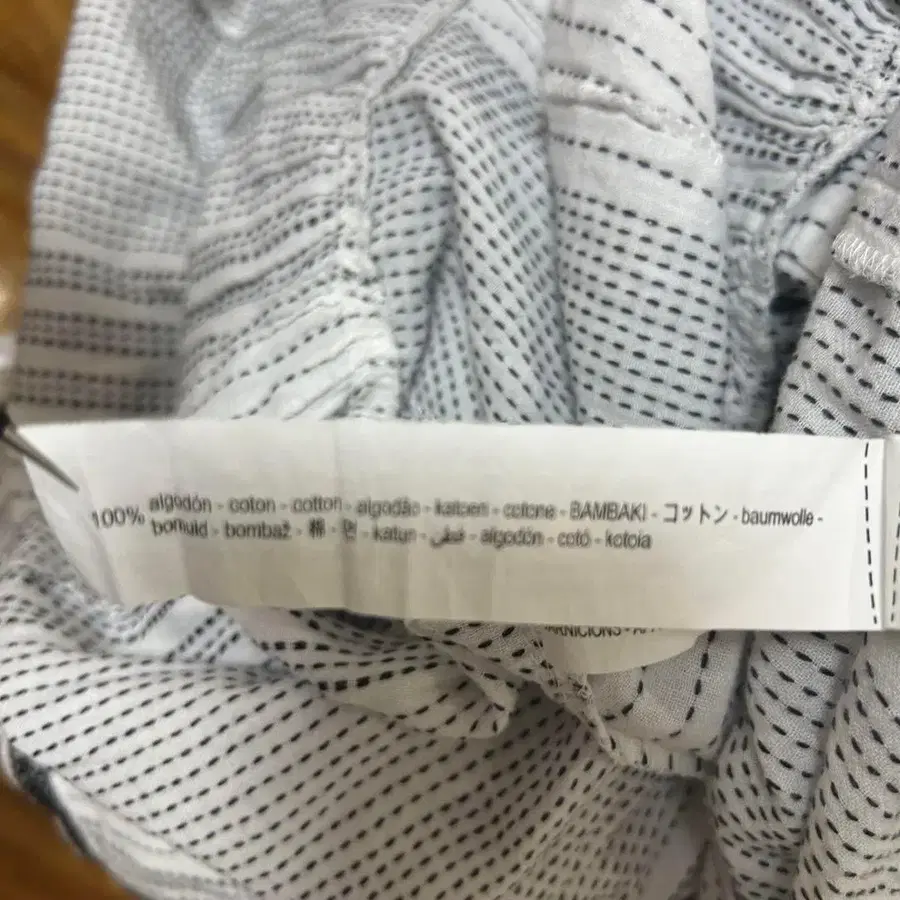 100% algodón - coton - cotton - algodão - katoen - cotone - BAMBAKI - コットン - baumwolle -
bomuld - bombaž - 棉 - 면 - katun - قطن - algodón - cotó - kotoia